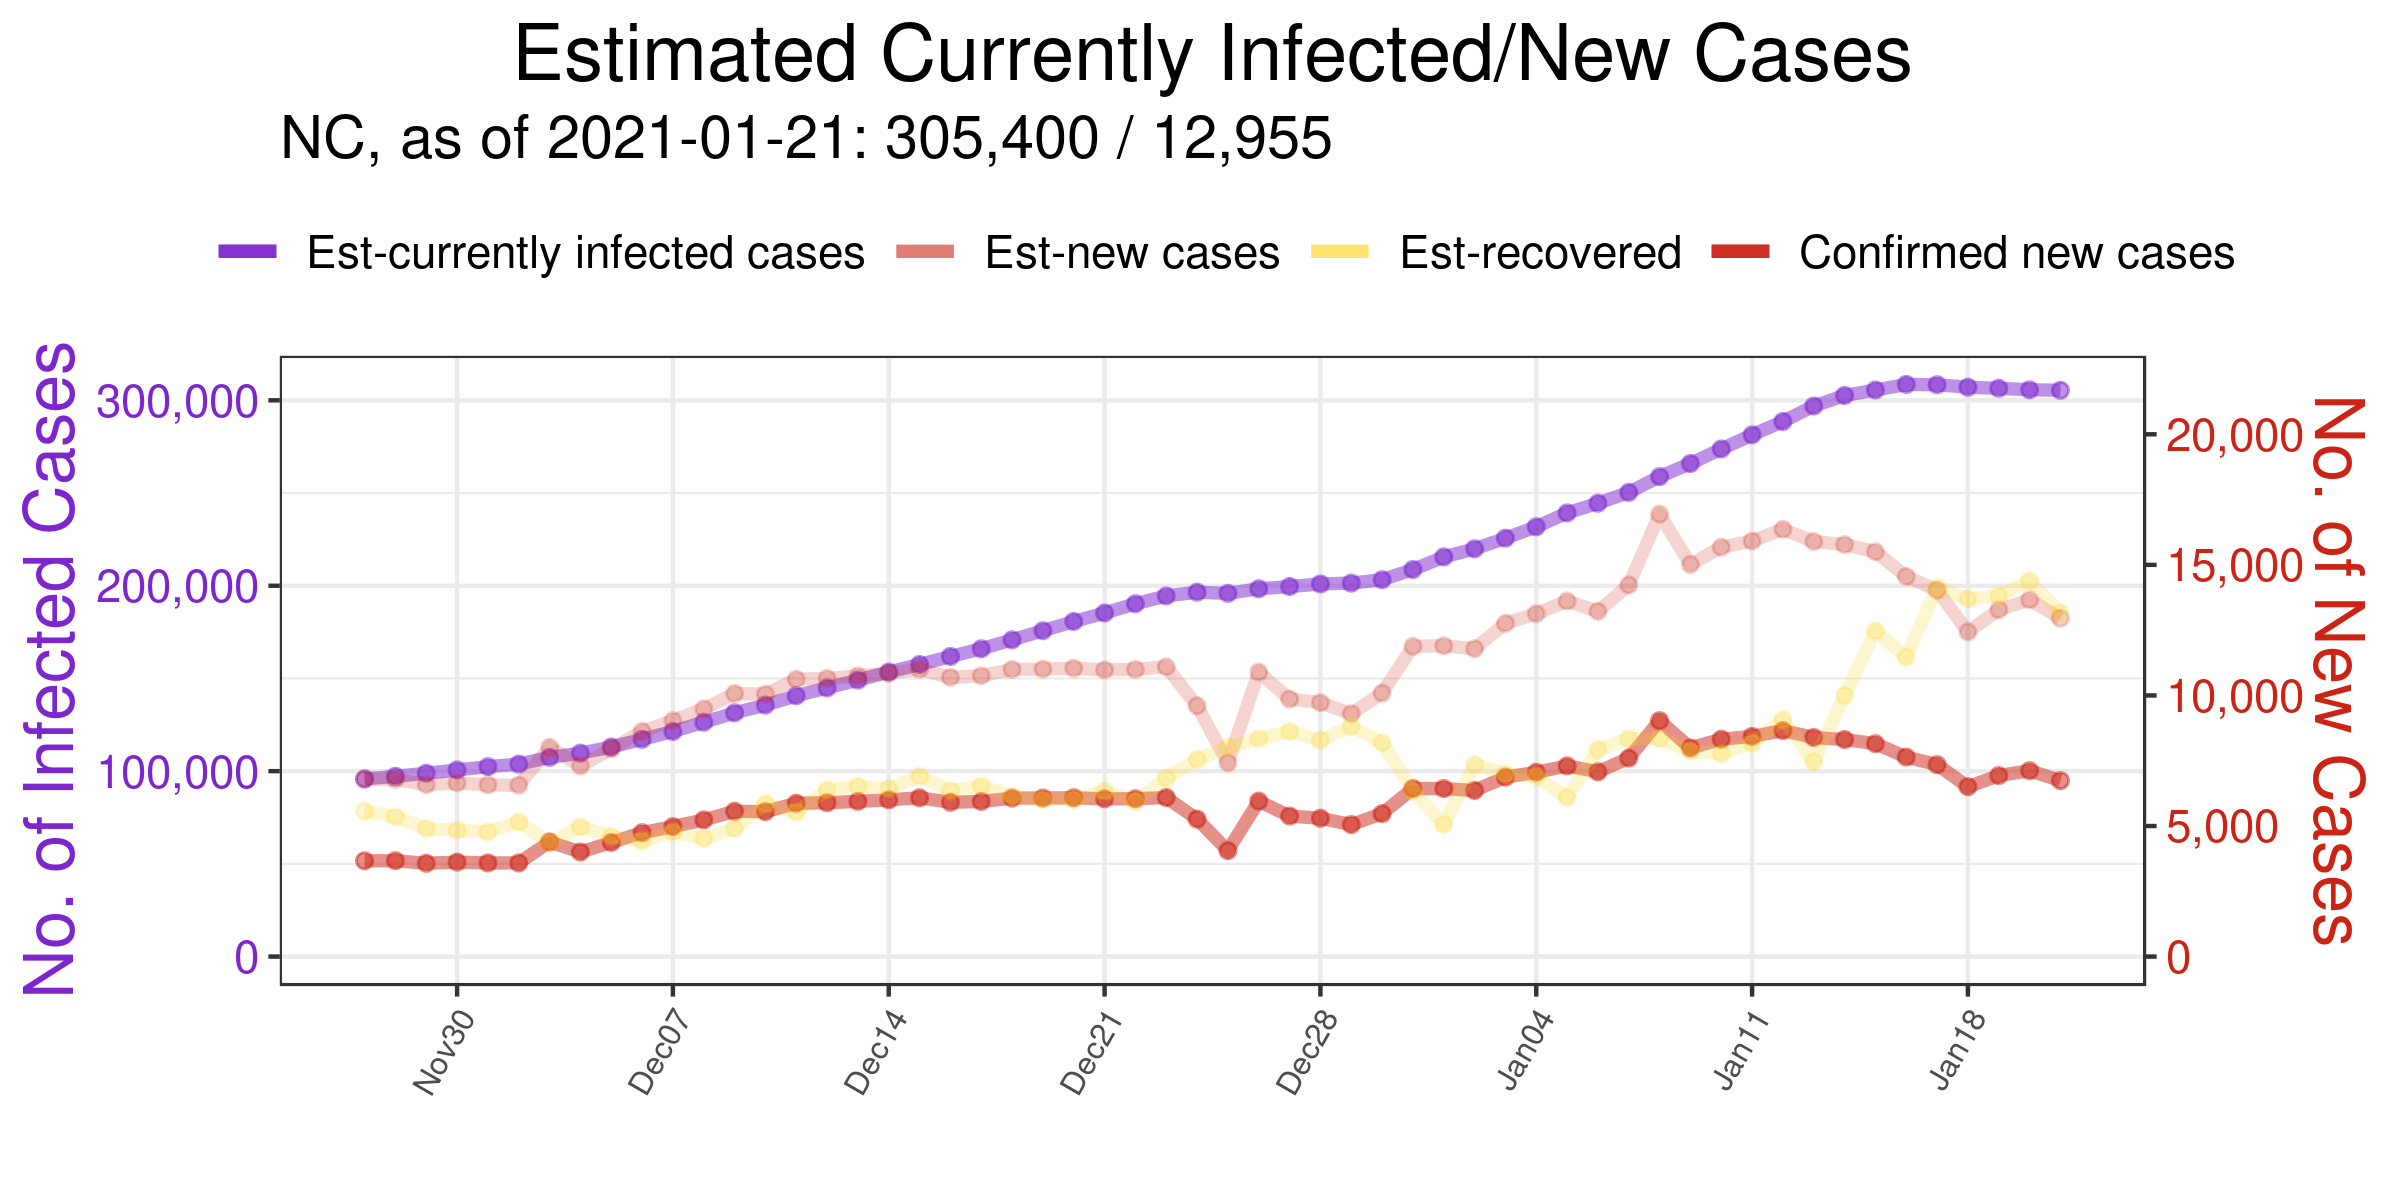 Estimated Currently Infected/New Cases
NC, as of 2021-01-21: 305,400 / 12,955
Est-currently infected cases Est-new cases Est-recovered Confirmed new cases
No. of Infected Cases
300,000
200,000
100,000
0
20,000
15,000
10,000
5,000
0
No. of New Cases
Nov30 Dec07 Dec14 Dec21 Dec28 Jan04 Jan11 Jan18